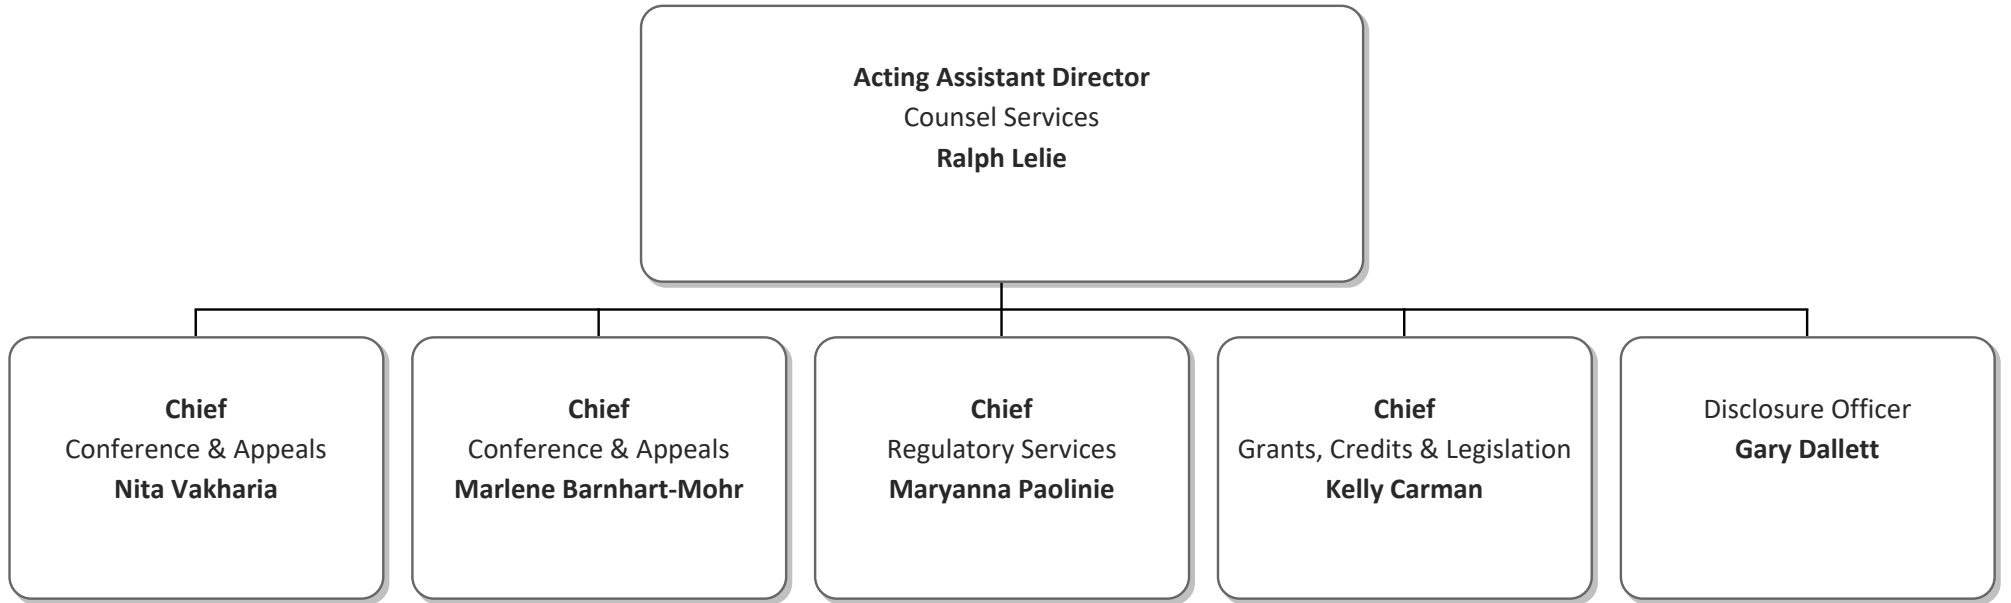 Acting Assistant Director
Counsel Services
Ralph Lelie
Chief
Conference & Appeals
Nita Vakharia
Chief
Conference & Appeals
Marlene Barnhart-Mohr
Chief
Regulatory Services
Maryanna Paolinie
Chief
Grants, Credits & Legislation
Kelly Carman
Disclosure Officer
Gary Dallett